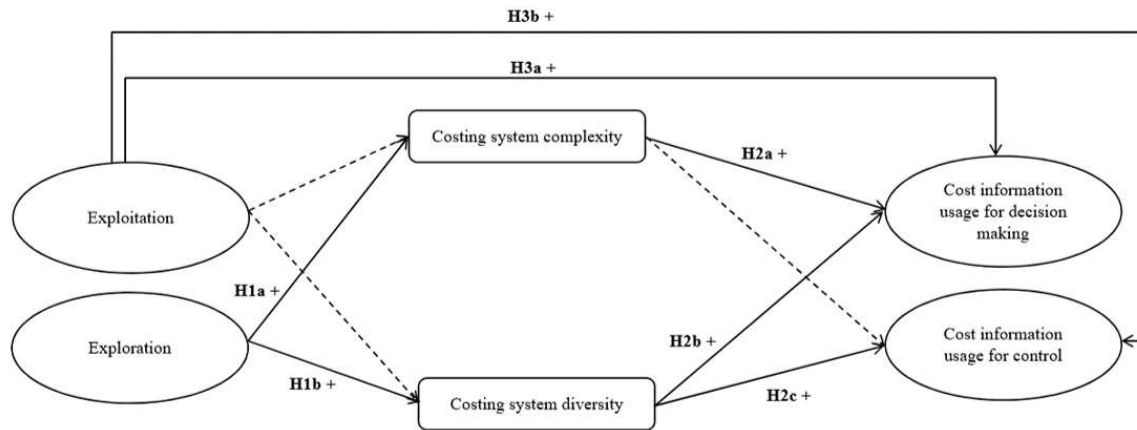 H3b +
H3a +
Costing system complexity
H2a +
Exploitation
Cost information
usage for decision
making
H1a +
Exploration
H2b +
Cost information
usage for control
H1b +
Costing system diversity
H2c +